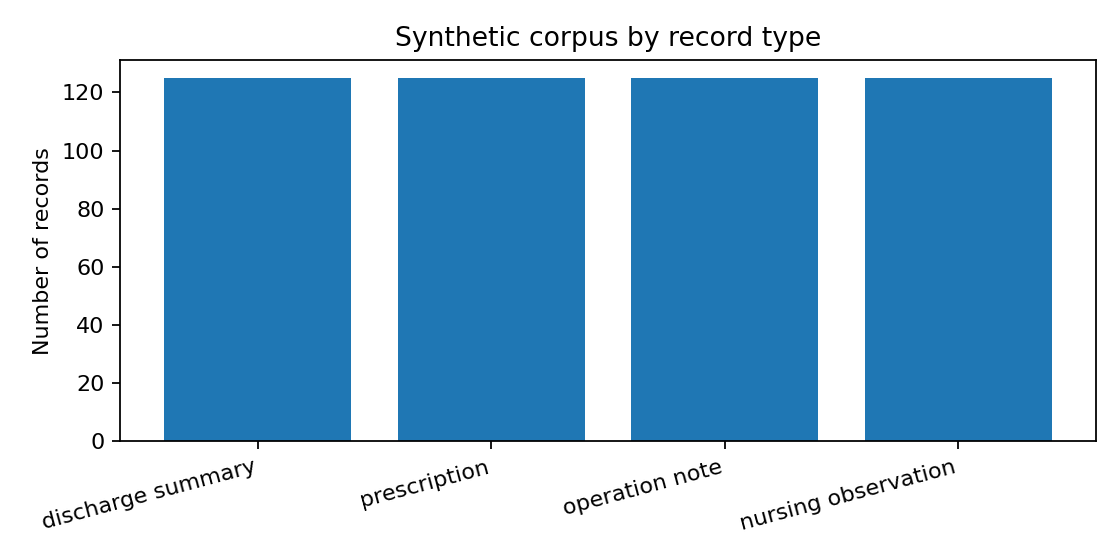 Synthetic corpus by record type
Number of records
120
100
80
60
40
20
0
discharge summary
prescription
operation note
nursing observation